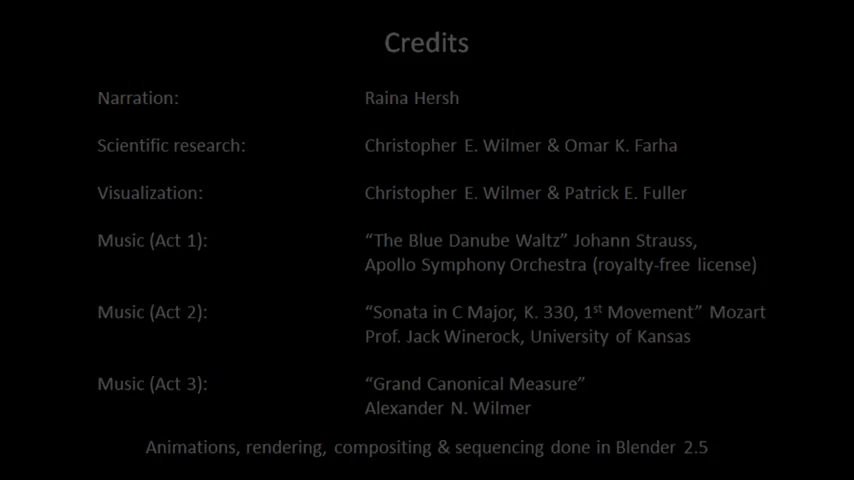 Credits
Narration: Raina Hersh
Scientific research: Christopher E. Wilmer & Omar K. Farha
Visualization: Christopher E. Wilmer & Patrick E. Fuller
Music (Act 1): “The Blue Danube Waltz” Johann Strauss,
Apollo Symphony Orchestra (royalty-free license)
Music (Act 2): “Sonata in C Major, K. 330, 1st Movement” Mozart
Prof. Jack Winerock, University of Kansas
Music (Act 3): “Grand Canonical Measure”
Alexander N. Wilmer
Animations, rendering, compositing & sequencing done in Blender 2.5